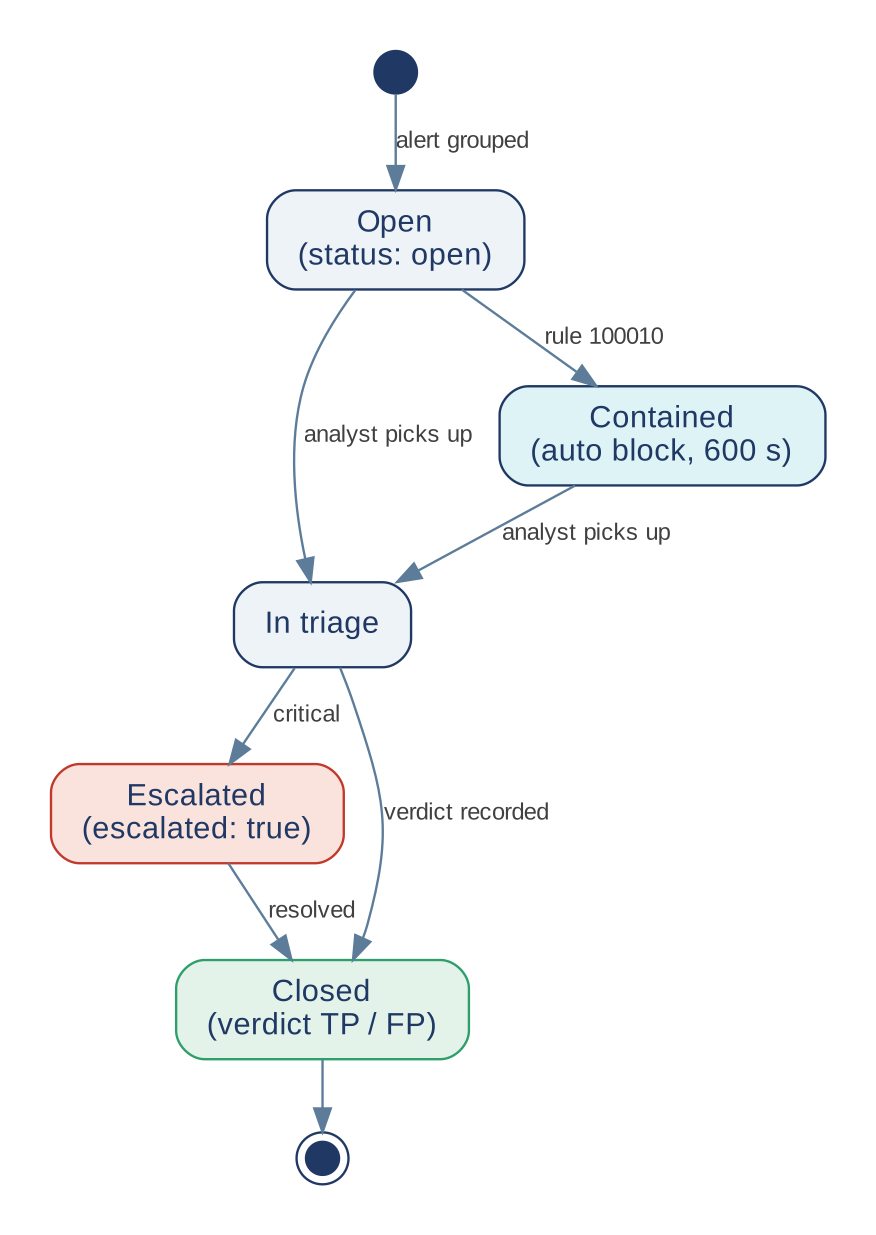 alert grouped
Open
(status: open)
rule 100010
Contained
(auto block, 600 s)
analyst picks up
analyst picks up
In triage
critical
Escalated
(escalated: true)
verdict recorded
resolved
Closed
(verdict TP / FP)